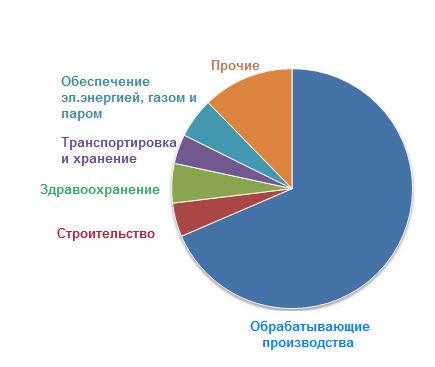 Прочие
Обеспечение
эл.энергией, газом и
паром
Транспортировка
и хранение
Здравоохранение
Строительство
Обрабатывающие
производства